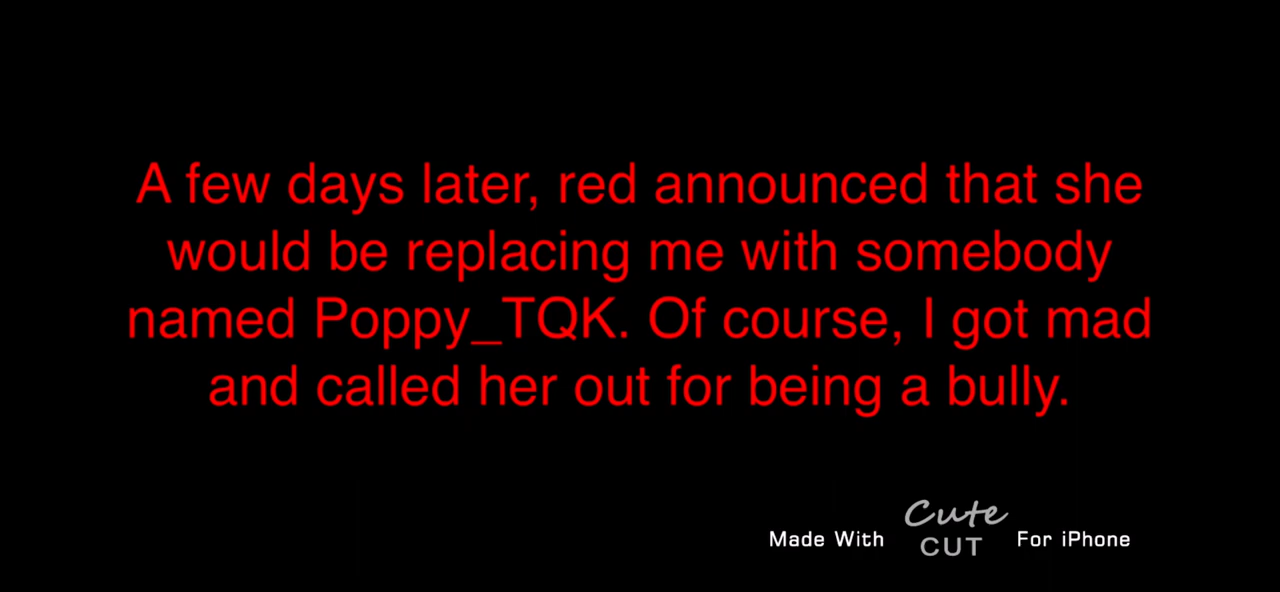 A few days later, red announced that she
would be replacing me with somebody
named Poppy_TQK. Of course, I got mad
and called her out for being a bully.
Made With Cute CUT For iPhone